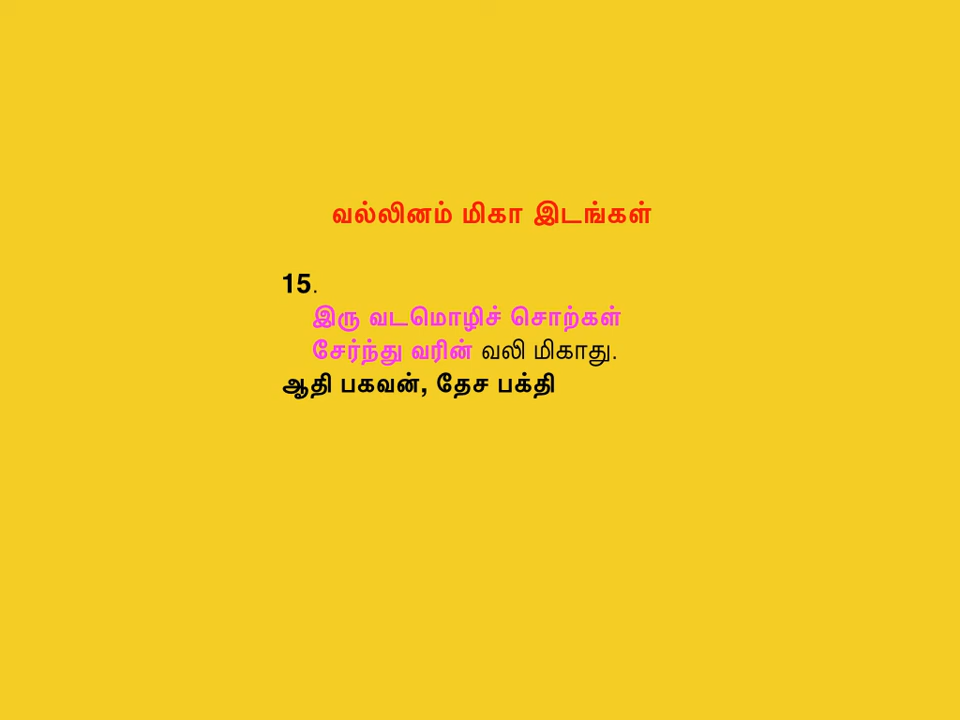 வல்லினம் மிகா இடங்கள்
15.
இரு வடமொழிச் சொற்கள்
சேர்ந்து வரின் வலி மிகாது.
ஆதி பகவன், தேச பக்தி